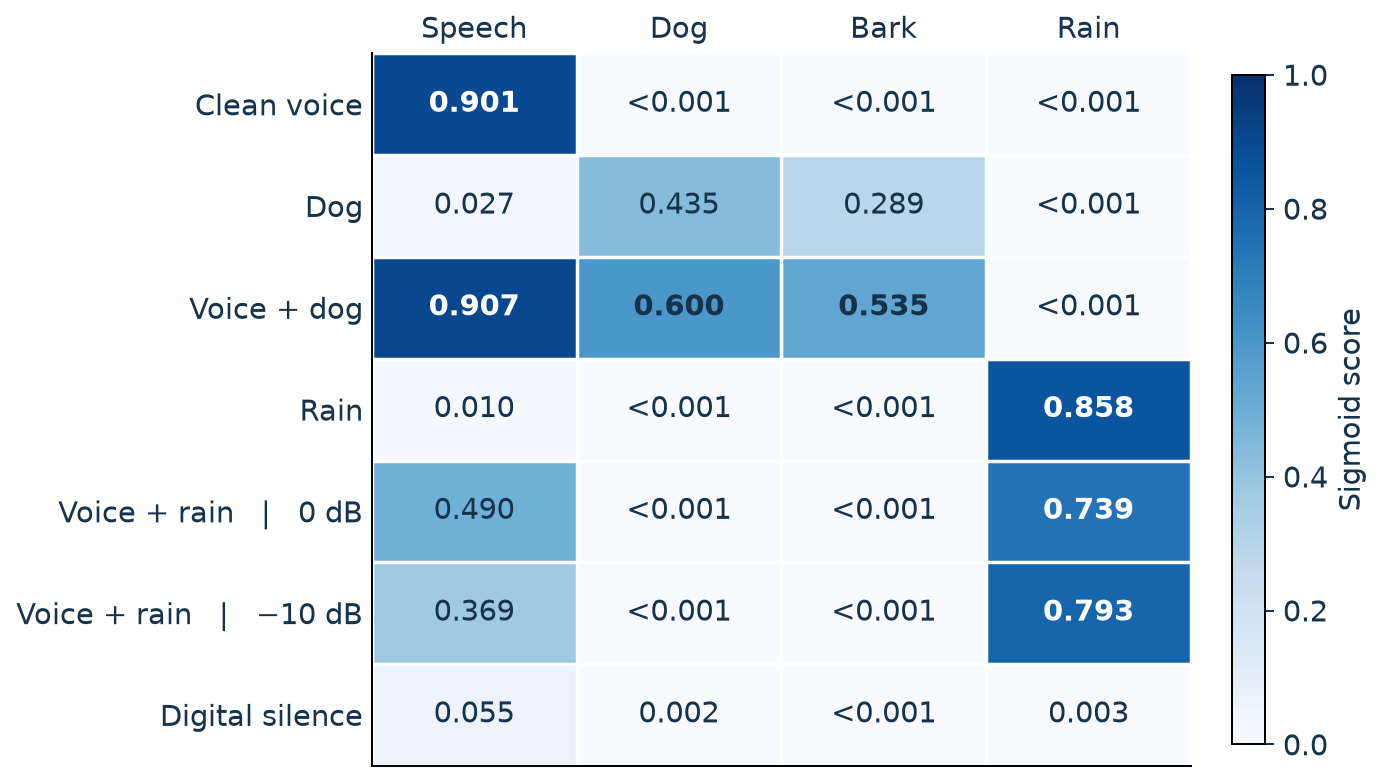 Speech Dog Bark Rain
Clean voice 0.901 <0.001 <0.001 <0.001
Dog 0.027 0.435 0.289 <0.001
Voice + dog 0.907 0.600 0.535 <0.001
Rain 0.010 <0.001 <0.001 0.858
Voice + rain | 0 dB 0.490 <0.001 <0.001 0.739
Voice + rain | −10 dB 0.369 <0.001 <0.001 0.793
Digital silence 0.055 0.002 <0.001 0.003
1.0
0.8
0.6
0.4
0.2
0.0
Sigmoid score